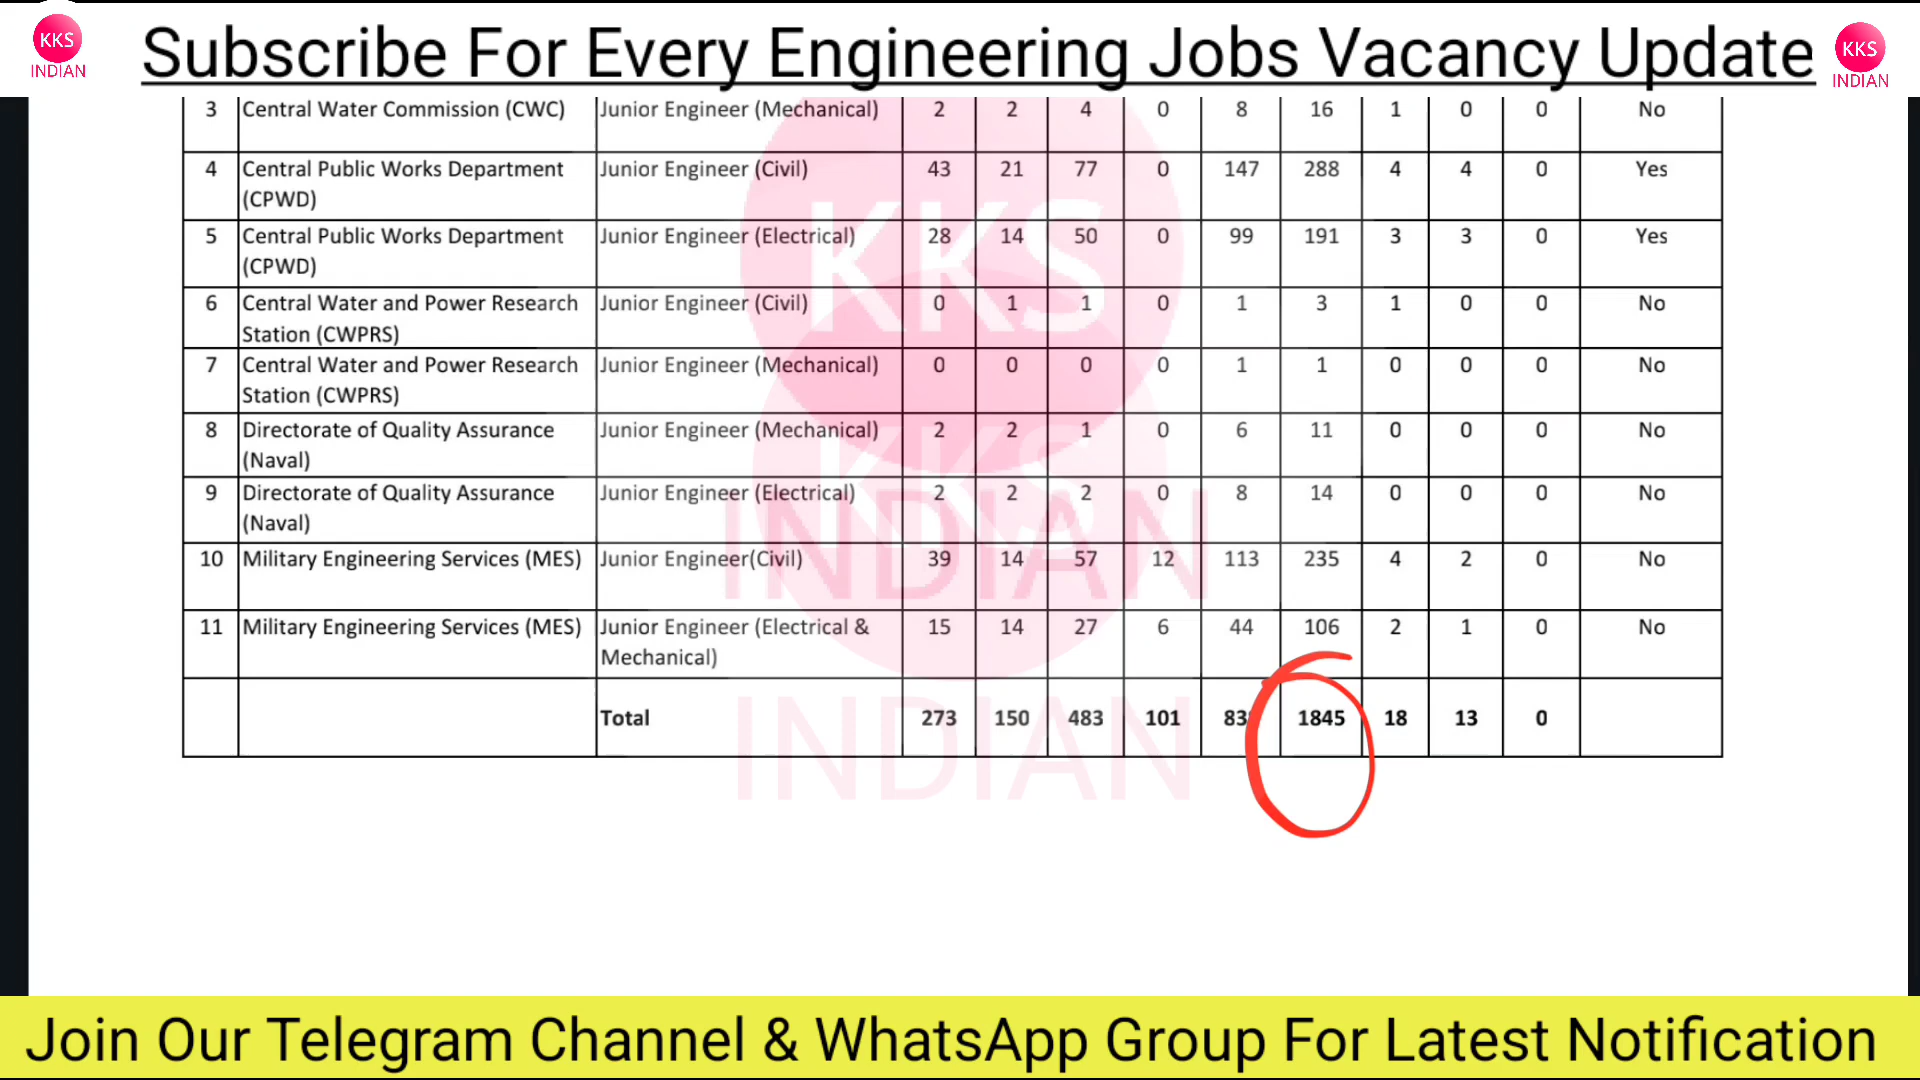 KKS
INDIAN
Subscribe For Every Engineering Jobs Vacancy Update
KKS
INDIAN
3 Central Water Commission (CWC) Junior Engineer (Mechanical) 2 2 4 0 8 16 1 0 0 No
4 Central Public Works Department Junior Engineer (Civil) 43 21 77 0 147 288 4 4 0 Yes
(CPWD)
5 Central Public Works Department Junior Engineer (Electrical) 28 14 50 0 99 191 3 3 0 Yes
(CPWD)
6 Central Water and Power Research Junior Engineer (Civil) 0 1 1 0 1 3 1 0 0 No
Station (CWPRS)
7 Central Water and Power Research Junior Engineer (Mechanical) 0 0 0 0 1 1 0 0 0 No
Station (CWPRS)
8 Directorate of Quality Assurance Junior Engineer (Mechanical) 2 2 1 0 6 11 0 0 0 No
(Naval)
9 Directorate of Quality Assurance Junior Engineer (Electrical) 2 2 2 0 8 14 0 0 0 No
(Naval)
10 Military Engineering Services (MES) Junior Engineer(Civil) 39 14 57 12 113 235 4 2 0 No
11 Military Engineering Services (MES) Junior Engineer (Electrical & 15 14 27 6 44 106 2 1 0 No
Mechanical)
Total 273 150 483 101 1845 18 13 0
KKS
INDIAN
KKS
INDIAN
Join Our Telegram Channel & WhatsApp Group For Latest Notification